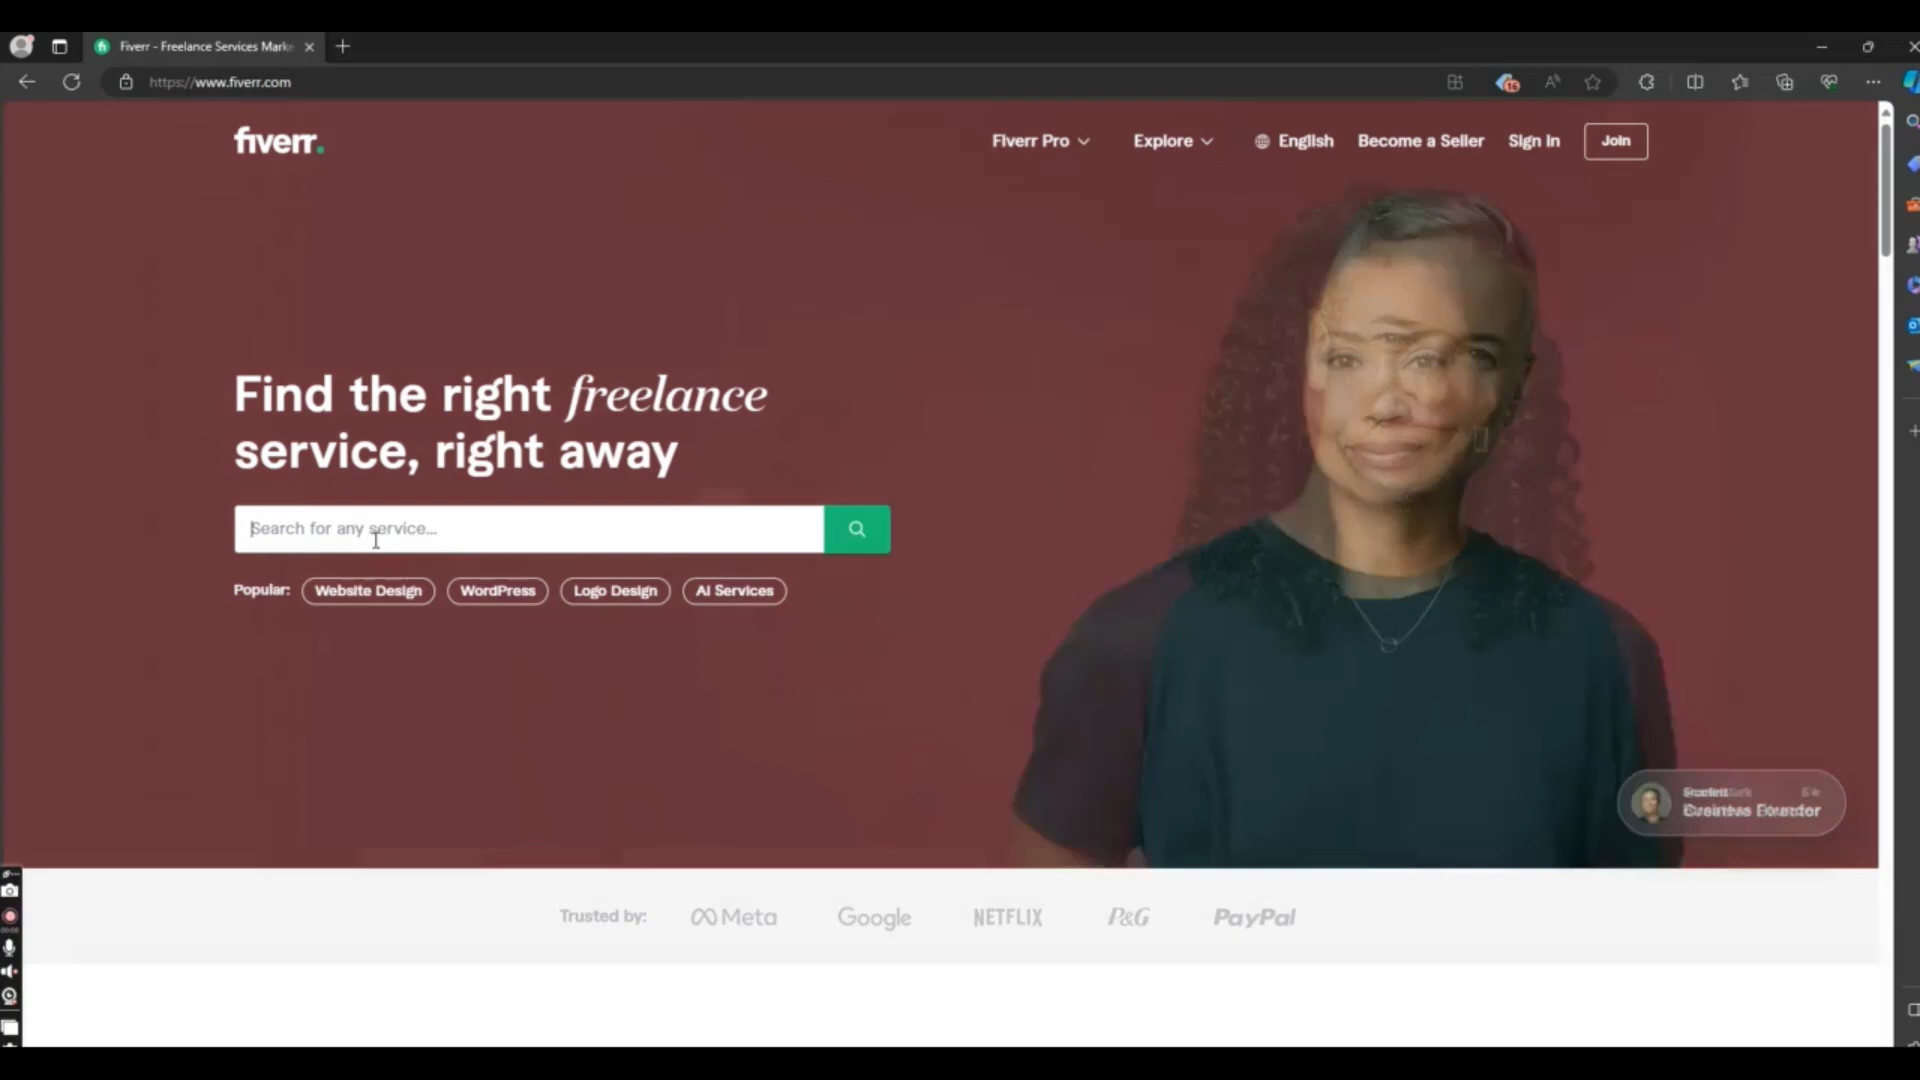 Fiverr - Freelance Services Marke
https://www.fiverr.com
16
fiverr.
Fiverr Pro
Explore
English
Become a Seller
Sign In
Join
Find the right freelance
service, right away
Search for any service...
Popular:
Website Design
WordPress
Logo Design
AI Services
Trusted by:
Meta
Google
NETFLIX
P&G
PayPal